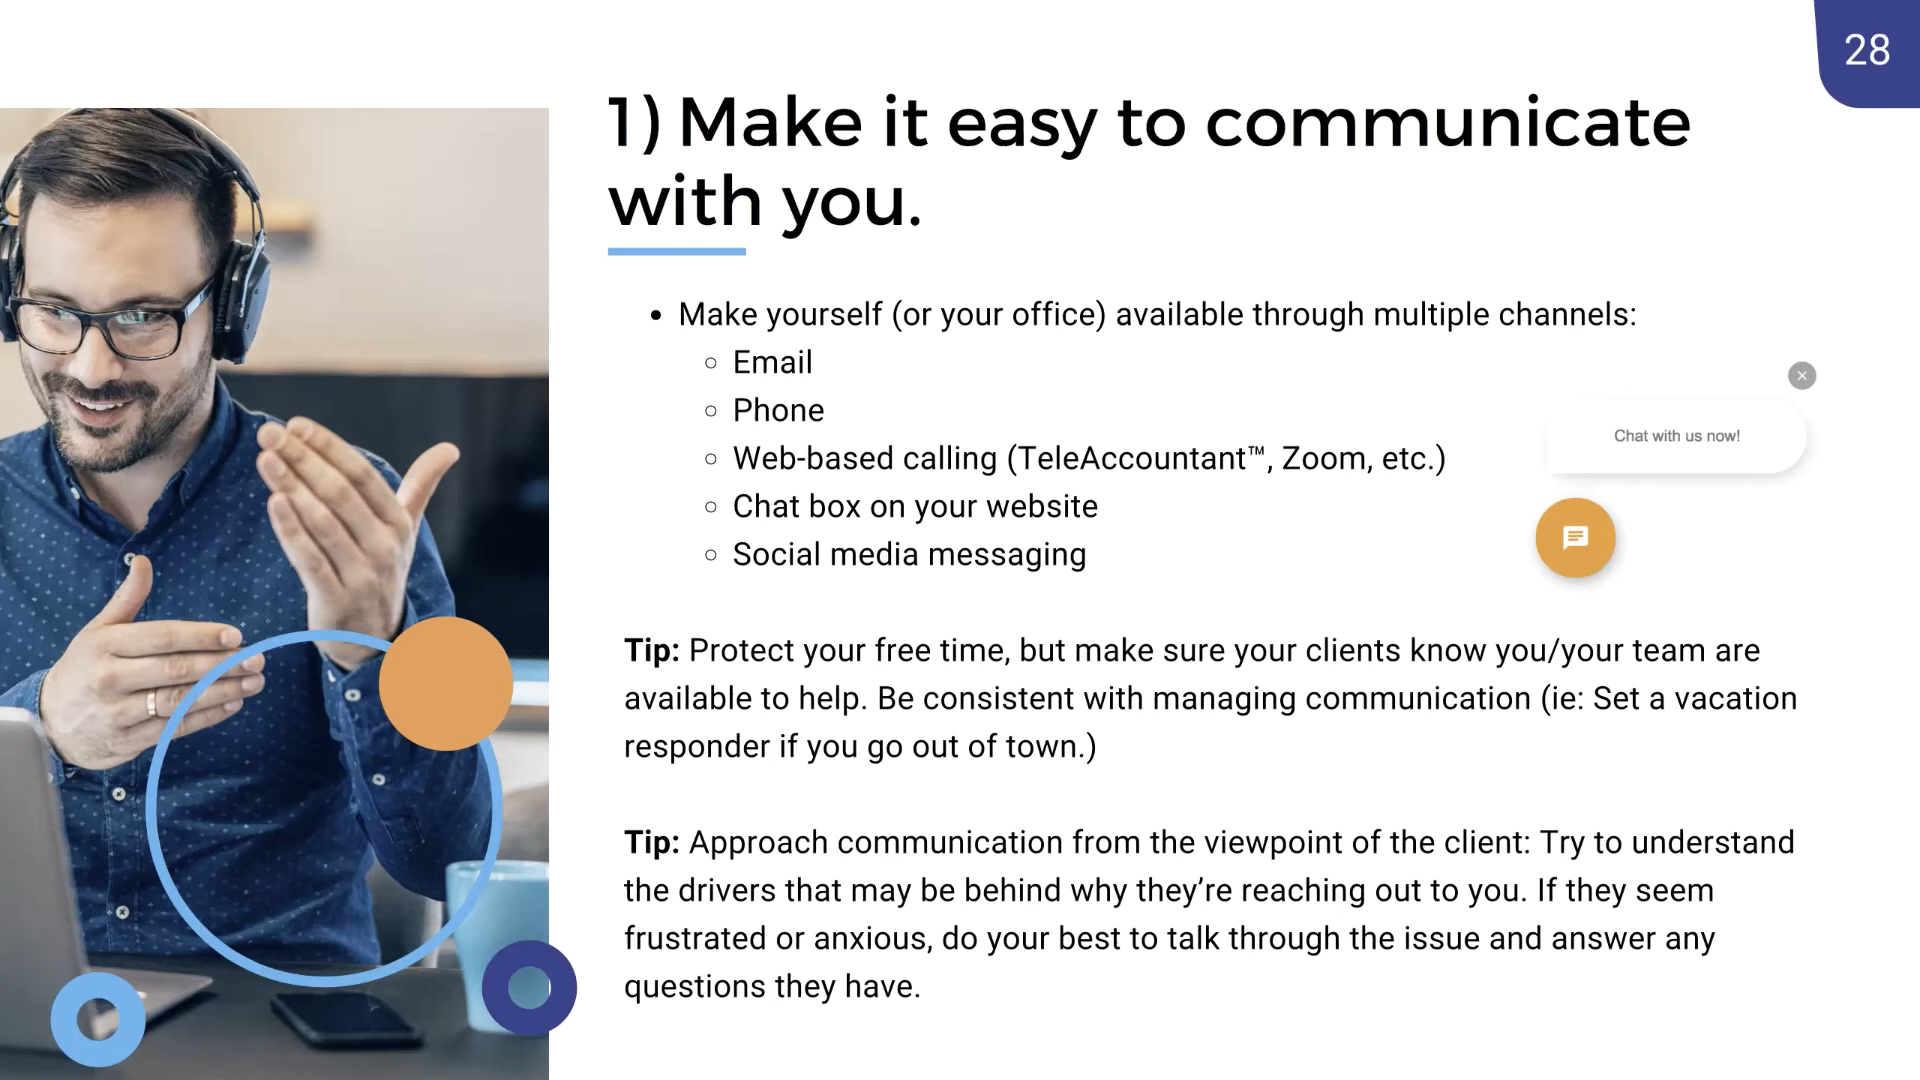 28
1) Make it easy to communicate
with you.
• Make yourself (or your office) available through multiple channels:
○ Email
○ Phone
○ Web-based calling (TeleAccountant™, Zoom, etc.)
○ Chat box on your website
○ Social media messaging
Chat with us now!
Tip: Protect your free time, but make sure your clients know you/your team are
available to help. Be consistent with managing communication (ie: Set a vacation
responder if you go out of town.)
Tip: Approach communication from the viewpoint of the client: Try to understand
the drivers that may be behind why they’re reaching out to you. If they seem
frustrated or anxious, do your best to talk through the issue and answer any
questions they have.